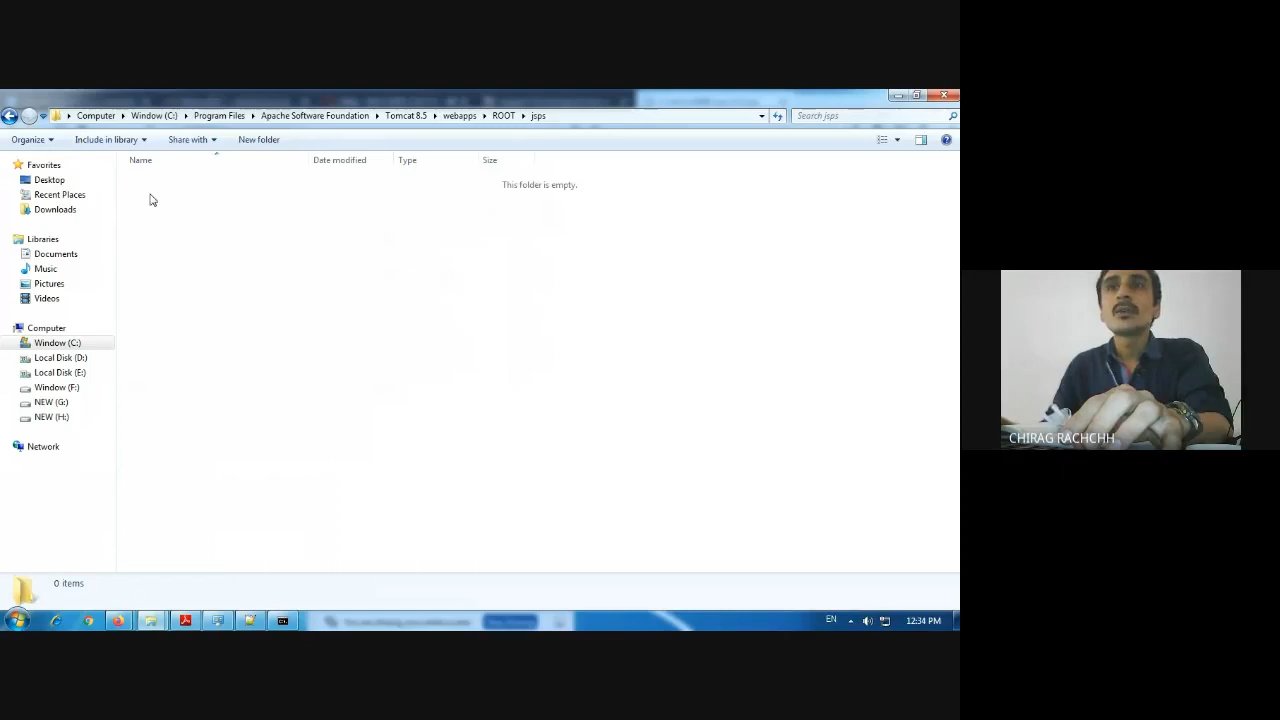 Computer Window (C:) Program Files Apache Software Foundation Tomcat 8.5 webapps ROOT jsps
Search jsps
Organize Include in library Share with New folder
Name Date modified Type Size
This folder is empty.
Favorites
Desktop
Recent Places
Downloads
Libraries
Documents
Music
Pictures
Videos
Computer
Window (C:)
Local Disk (D:)
Local Disk (E:)
Window (F:)
NEW (G:)
NEW (H:)
Network
0 items
EN
12:34 PM
CHIRAG RACHCHH